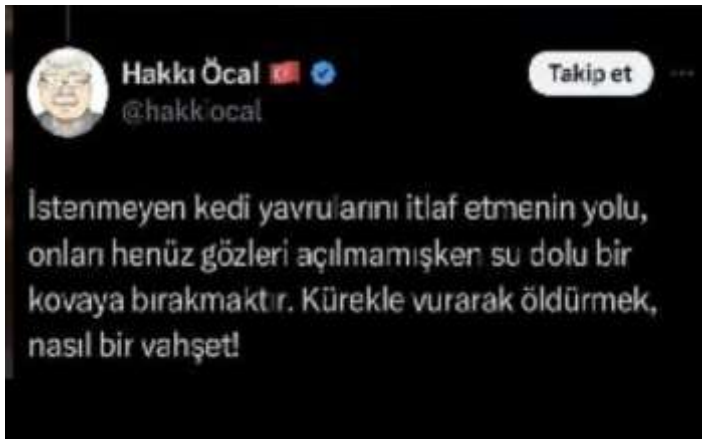 Hakkı Öcal 🇹🇷
Takip et
@hakkiocal
İstenmeyen kedi yavrularını itlaf etmenin yolu,
onları henüz gözleri açılmamışken su dolu bir
kovaya bırakmaktır. Kürekle vurarak öldürmek,
nasıl bir vahşet!